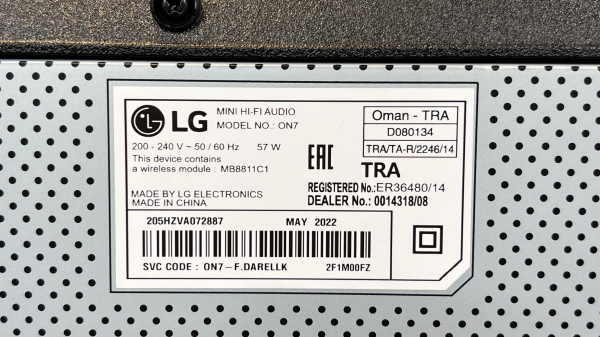 LG
MINI HI-FI AUDIO
MODEL NO.: ON7
200 - 240 V ~ 50 / 60 Hz 57 W
This device contains
a wireless module : MB8811C1
MADE BY LG ELECTRONICS
MADE IN CHINA
EAC
Oman - TRA
D080134
TRA/TA-R/2246/14
TRA
REGISTERED No.:ER36480/14
DEALER No.: 0014318/08
205HZVA072887 MAY 2022
SVC CODE : ON7-F.DARELLK 2F1M00FZ